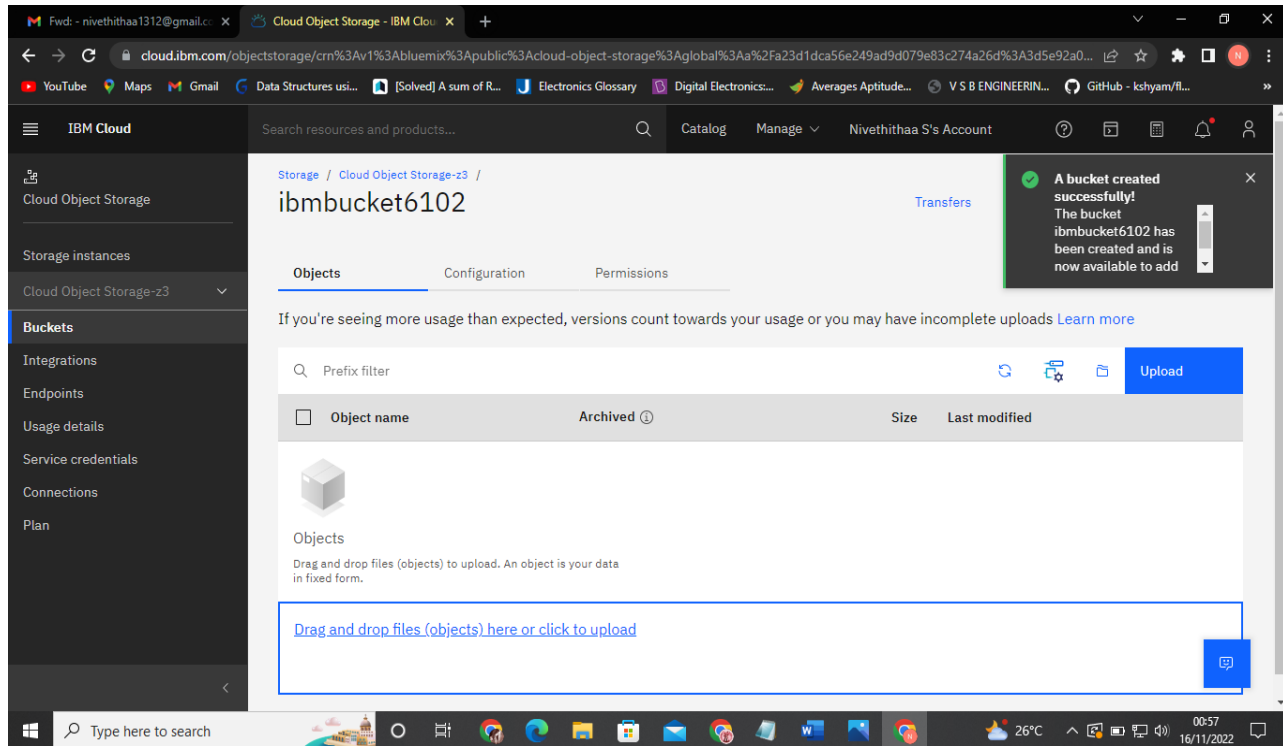 Fwd: - nivethithaa1312@gmail.cc
Cloud Object Storage - IBM Clou
cloud.ibm.com/objectstorage/crn%3Av1%3Abluemix%3Apublic%3Acloud-object-storage%3Aglobal%3Aa%2Fa23d1dca56e249ad9d079e83c274a26d%3A3d5e92a0...
N
YouTube
Maps
Gmail
Data Structures usi...
[Solved] A sum of R...
Electronics Glossary
Digital Electronics:...
Averages Aptitude...
V S B ENGINEERIN...
GitHub - kshyam/fl...
»
IBM Cloud
Search resources and products...
Catalog
Manage
Nivethithaa S's Account
Cloud Object Storage
Storage instances
Cloud Object Storage-z3
Buckets
Integrations
Endpoints
Usage details
Service credentials
Connections
Plan
Storage / Cloud Object Storage-z3 /
ibmbucket6102
Transfers
A bucket created
successfully!
The bucket
ibmbucket6102 has
been created and is
now available to add
Objects
Configuration
Permissions
If you're seeing more usage than expected, versions count towards your usage or you may have incomplete uploads Learn more
Prefix filter
Upload
Object name
Archived
Size
Last modified
Objects
Drag and drop files (objects) to upload. An object is your data
in fixed form.
Drag and drop files (objects) here or click to upload
Type here to search
26°C
00:57
16/11/2022